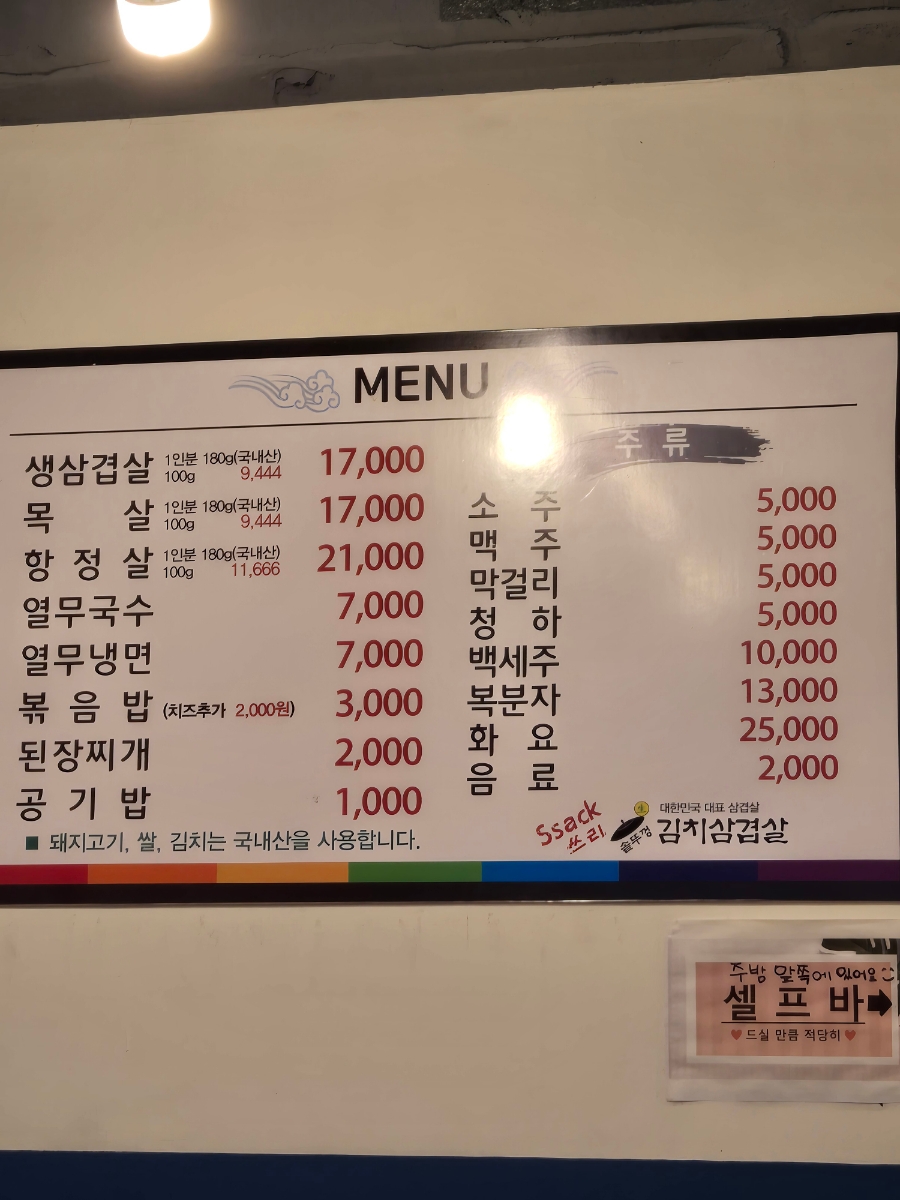 MENU
생삼겹살 1인분 180g(국내산) 100g 9,444 17,000
목 살 1인분 180g(국내산) 100g 9,444 17,000
항 정 살 1인분 180g(국내산) 100g 11,666 21,000
열무국수 7,000
열무냉면 7,000
볶 음 밥 (치즈추가 2,000원) 3,000
된장찌개 2,000
공 기 밥 1,000
■ 돼지고기, 쌀, 김치는 국내산을 사용합니다.
주 류
소 주 5,000
맥 주 5,000
막걸리 5,000
청 하 5,000
백세주 10,000
복분자 13,000
화 요 25,000
음 료 2,000
Ssack
쓰리
솥뚜껑
대한민국 대표 삼겹살
김치삼겹살
주방 앞쪽에 있어요
셀 프 바
드실 만큼 적당히